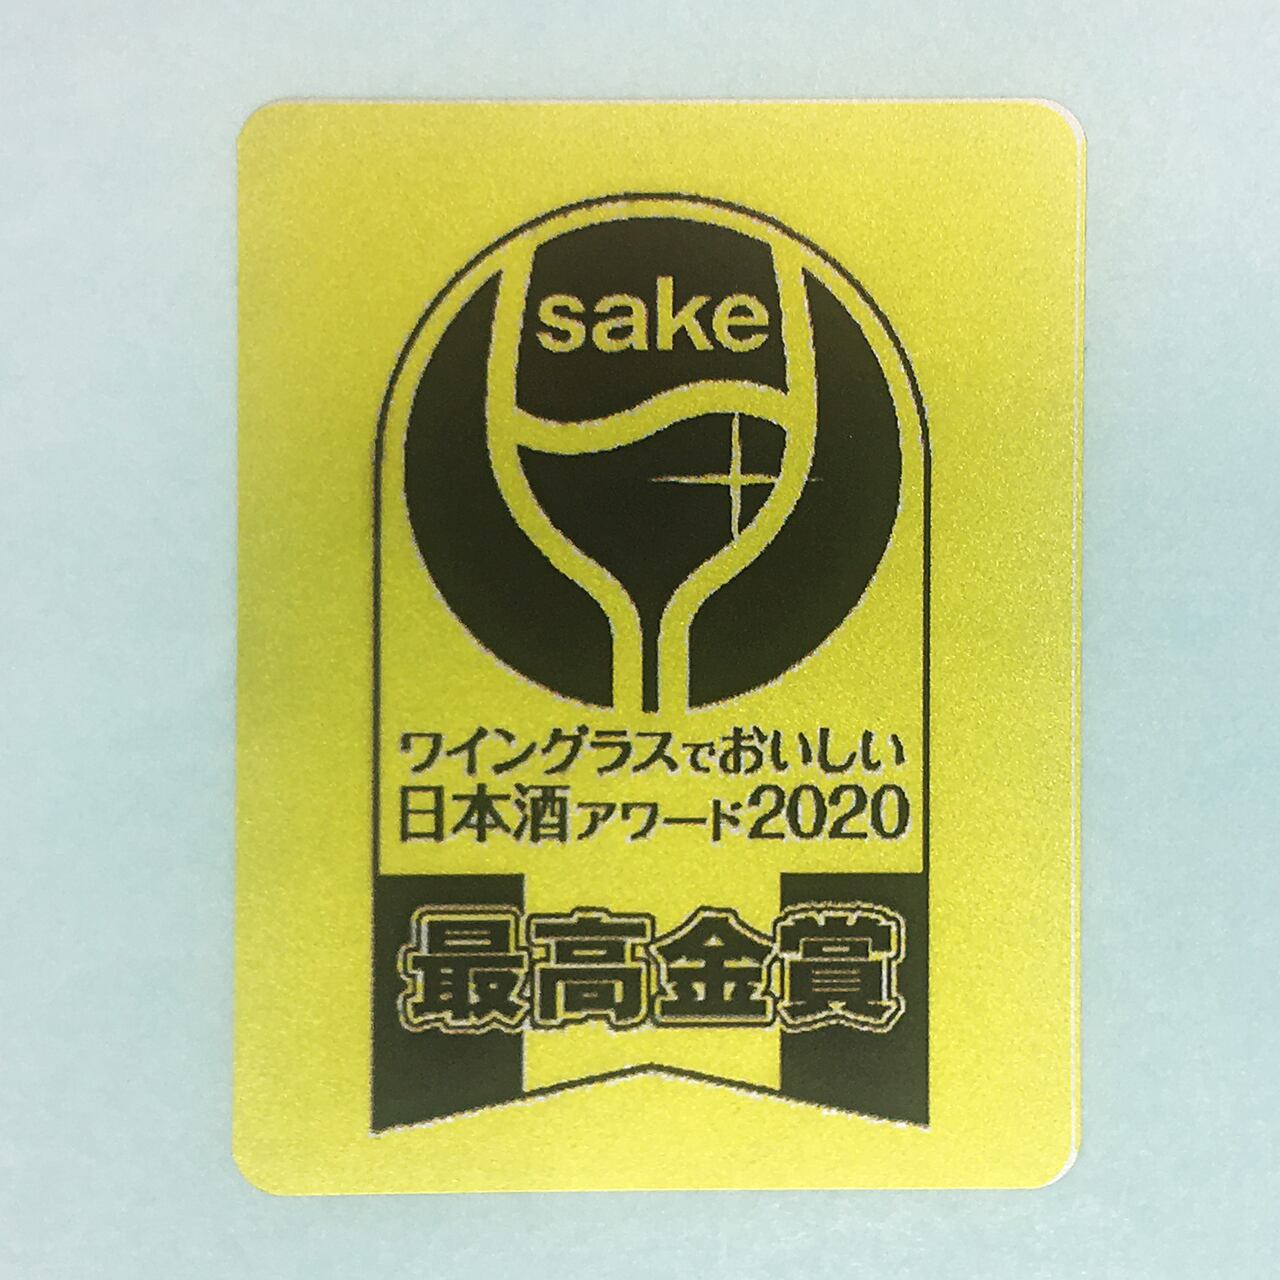 sake
ワイングラスでおいしい
日本酒アワード2020
最高金賞